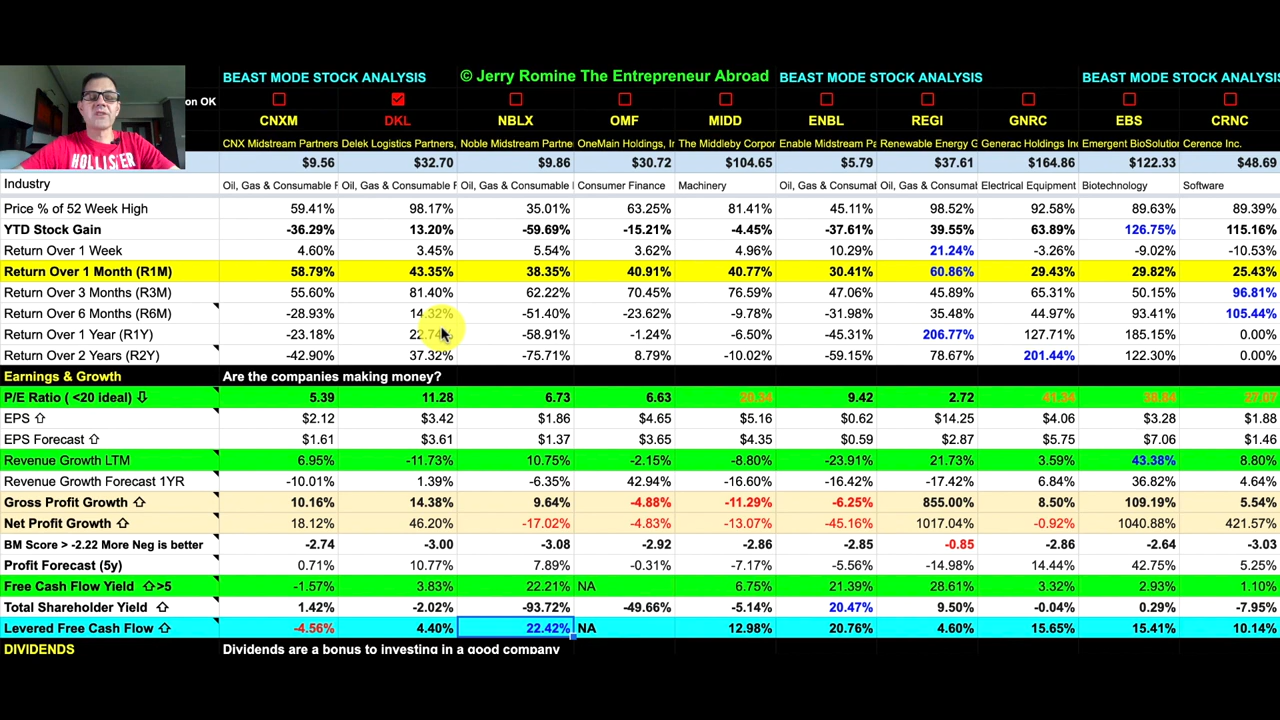 BEAST MODE STOCK ANALYSIS © Jerry Romine The Entrepreneur Abroad BEAST MODE STOCK ANALYSIS BEAST MODE STOCK ANALYSIS
on OK
CNXM DKL NBLX OMF MIDD ENBL REGI GNRC EBS CRNC
CNX Midstream Partners Delek Logistics Partners, Noble Midstream Partne OneMain Holdings, Ir The Middleby Corpor Enable Midstream Pa Renewable Energy G Generac Holdings Inc Emergent BioSolution Cerence Inc.
$9.56 $32.70 $9.86 $30.72 $104.65 $5.79 $37.61 $164.86 $122.33 $48.69
Industry Oil, Gas & Consumable F Oil, Gas & Consumable F Oil, Gas & Consumable Consumer Finance Machinery Oil, Gas & Consumat Oil, Gas & Consumal Electrical Equipment Biotechnology Software
Price % of 52 Week High 59.41% 98.17% 35.01% 63.25% 81.41% 45.11% 98.52% 92.58% 89.63% 89.39%
YTD Stock Gain -36.29% 13.20% -59.69% -15.21% -4.45% -37.61% 39.55% 63.89% 126.75% 115.16%
Return Over 1 Week 4.60% 3.45% 5.54% 3.62% 4.96% 10.29% 21.24% -3.26% -9.02% -10.53%
Return Over 1 Month (R1M) 58.79% 43.35% 38.35% 40.91% 40.77% 30.41% 60.86% 29.43% 29.82% 25.43%
Return Over 3 Months (R3M) 55.60% 81.40% 62.22% 70.45% 76.59% 47.06% 45.89% 65.31% 50.15% 96.81%
Return Over 6 Months (R6M) -28.93% 14.32% -51.40% -23.62% -9.78% -31.98% 35.48% 44.97% 93.41% 105.44%
Return Over 1 Year (R1Y) -23.18% 22.74% -58.91% -1.24% -6.50% -45.31% 206.77% 127.71% 185.15% 0.00%
Return Over 2 Years (R2Y) -42.90% 37.32% -75.71% 8.79% -10.02% -59.15% 78.67% 201.44% 122.30% 0.00%
Earnings & Growth Are the companies making money?
P/E Ratio ( <20 ideal) ⇩ 5.39 11.28 6.73 6.63 20.34 9.42 2.72 41.34 38.84 27.07
EPS ⇧ $2.12 $3.42 $1.86 $4.65 $5.16 $0.62 $14.25 $4.06 $3.28 $1.88
EPS Forecast ⇧ $1.61 $3.61 $1.37 $3.65 $4.35 $0.59 $2.87 $5.75 $7.06 $1.46
Revenue Growth LTM 6.95% -11.73% 10.75% -2.15% -8.80% -23.91% 21.73% 3.59% 43.38% 8.80%
Revenue Growth Forecast 1YR -10.01% 1.39% -6.35% 42.94% -16.60% -16.42% -17.42% 6.84% 36.82% 4.64%
Gross Profit Growth ⇧ 10.16% 14.38% 9.64% -4.88% -11.29% -6.25% 855.00% 8.50% 109.19% 5.54%
Net Profit Growth ⇧ 18.12% 46.20% -17.02% -4.83% -13.07% -45.16% 1017.04% -0.92% 1040.88% 421.57%
BM Score > -2.22 More Neg is better -2.74 -3.00 -3.08 -2.92 -2.86 -2.85 -0.85 -2.86 -2.64 -3.03
Profit Forecast (5y) 0.71% 10.77% 7.89% -0.31% -7.17% -5.56% -14.98% 14.44% 42.75% 5.25%
Free Cash Flow Yield ⇧>5 -1.57% 3.83% 22.21% NA 6.75% 21.39% 28.61% 3.32% 2.93% 1.10%
Total Shareholder Yield ⇧ 1.42% -2.02% -93.72% -49.66% -5.14% 20.47% 9.50% -0.04% 0.29% -7.95%
Levered Free Cash Flow ⇧ -4.56% 4.40% 22.42% NA 12.98% 20.76% 4.60% 15.65% 15.41% 10.14%
DIVIDENDS Dividends are a bonus to investing in a good company
HOLLISTER